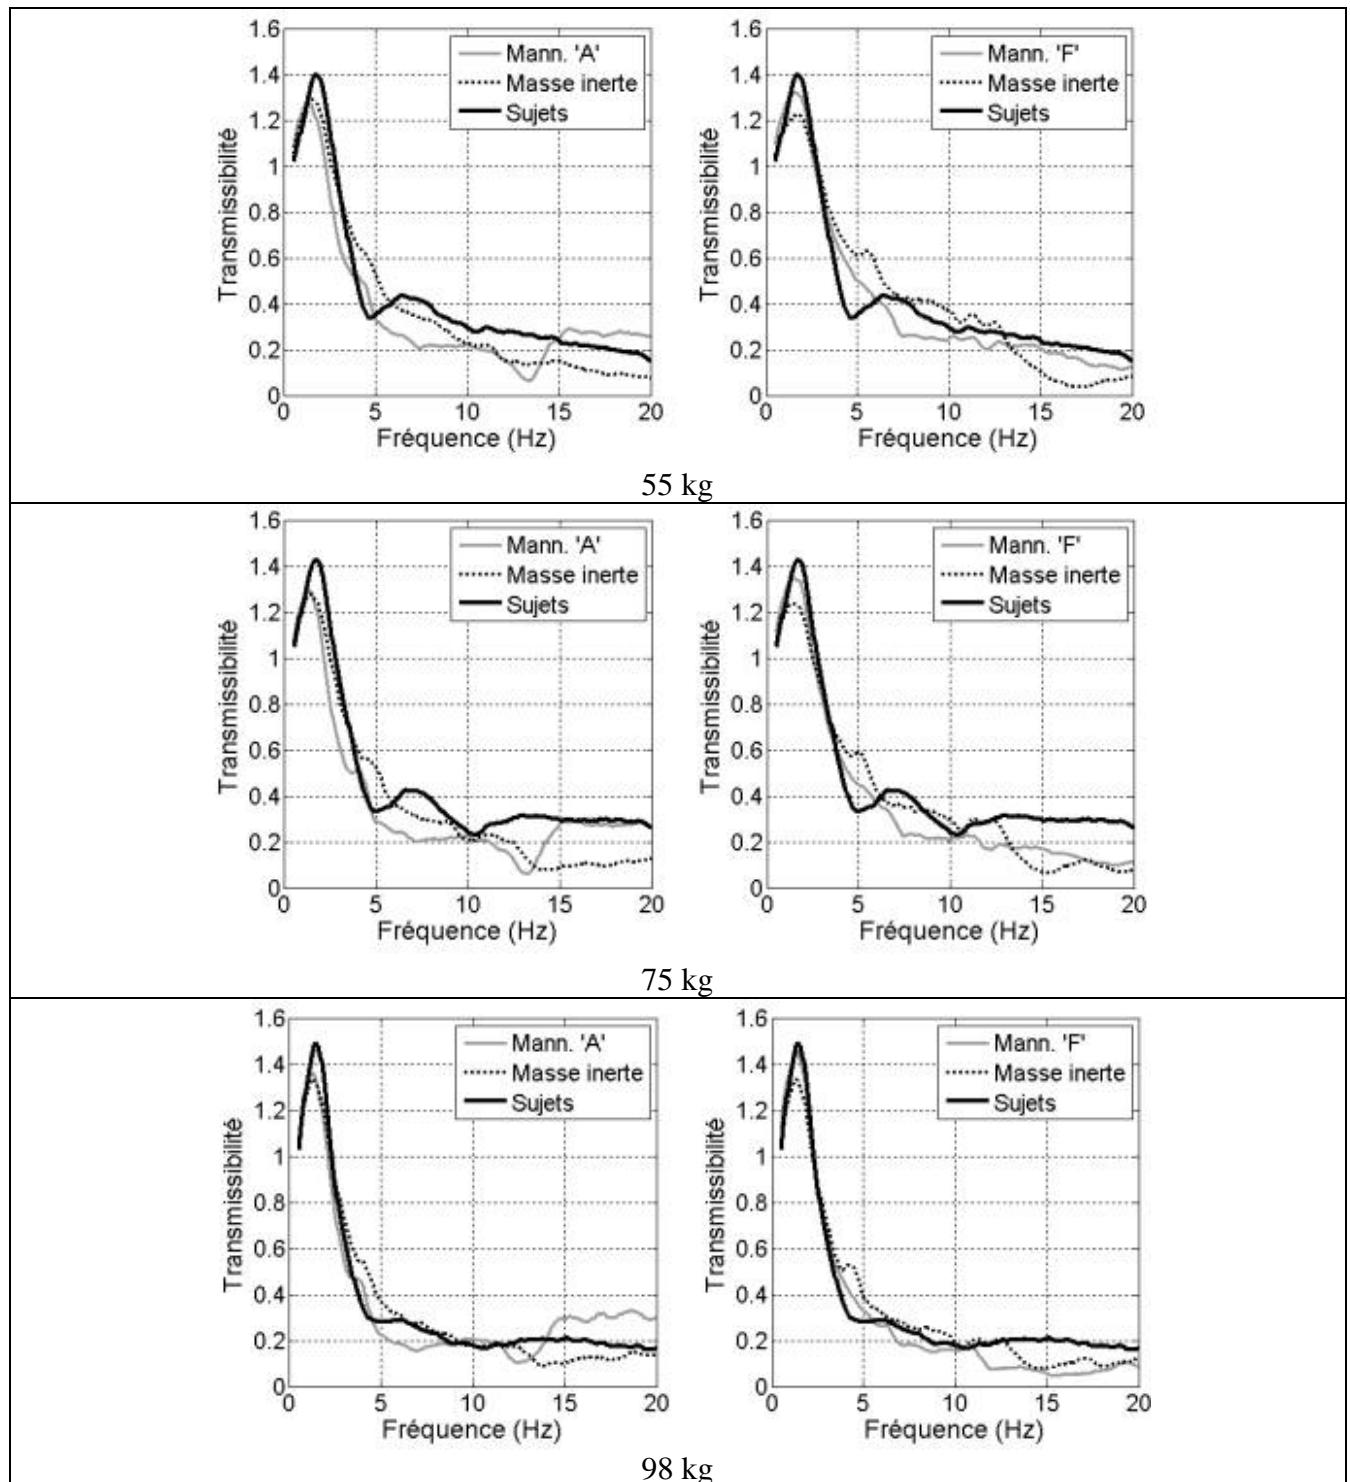 1.6
1.4
1.2
1
0.8
0.6
0.4
0.2
0
Transmissibilité
Mann. 'A'
Masse inerte
Sujets
0 5 10 15 20
Fréquence (Hz)
1.6
1.4
1.2
1
0.8
0.6
0.4
0.2
0
Transmissibilité
Mann. 'F'
Masse inerte
Sujets
0 5 10 15 20
Fréquence (Hz)
55 kg
1.6
1.4
1.2
1
0.8
0.6
0.4
0.2
0
Transmissibilité
Mann. 'A'
Masse inerte
Sujets
0 5 10 15 20
Fréquence (Hz)
1.6
1.4
1.2
1
0.8
0.6
0.4
0.2
0
Transmissibilité
Mann. 'F'
Masse inerte
Sujets
0 5 10 15 20
Fréquence (Hz)
75 kg
1.6
1.4
1.2
1
0.8
0.6
0.4
0.2
0
Transmissibilité
Mann. 'A'
Masse inerte
Sujets
0 5 10 15 20
Fréquence (Hz)
1.6
1.4
1.2
1
0.8
0.6
0.4
0.2
0
Transmissibilité
Mann. 'F'
Masse inerte
Sujets
0 5 10 15 20
Fréquence (Hz)
98 kg